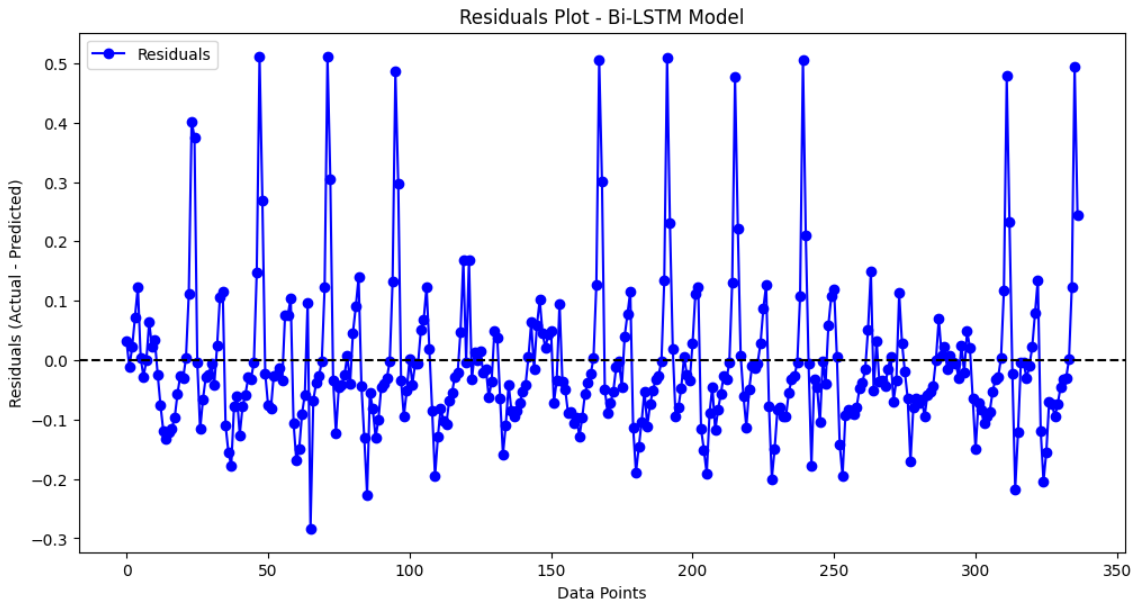 Residuals Plot - Bi-LSTM Model
Residuals
0.5
0.4
0.3
0.2
0.1
0.0
−0.1
−0.2
−0.3
Residuals (Actual - Predicted)
0 50 100 150 200 250 300 350
Data Points